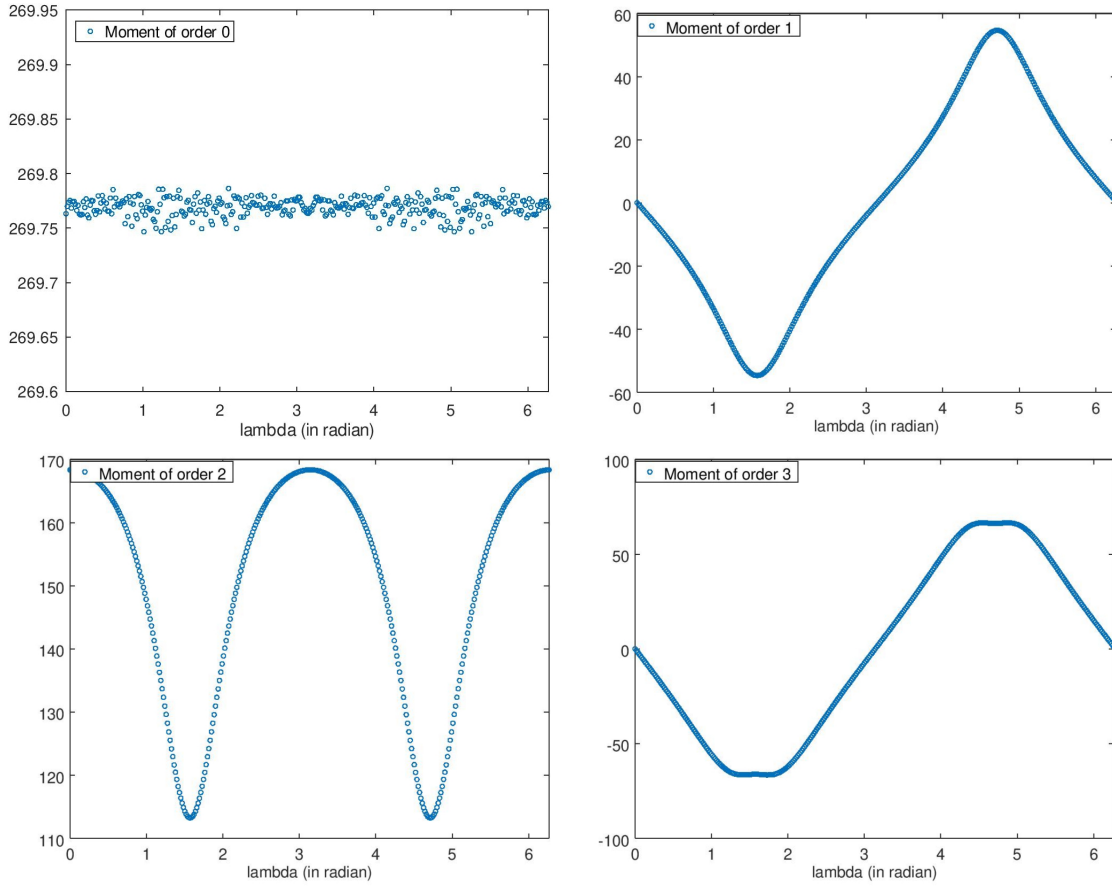 269.95
Moment of order 0
269.9
269.85
269.8
269.75
269.7
269.65
269.6
0 1 2 3 4 5 6
lambda (in radian)
60
Moment of order 1
40
20
0
-20
-40
-60
0 1 2 3 4 5 6
lambda (in radian)
170
Moment of order 2
160
150
140
130
120
110
0 1 2 3 4 5 6
lambda (in radian)
100
Moment of order 3
50
0
-50
-100
0 1 2 3 4 5 6
lambda (in radian)